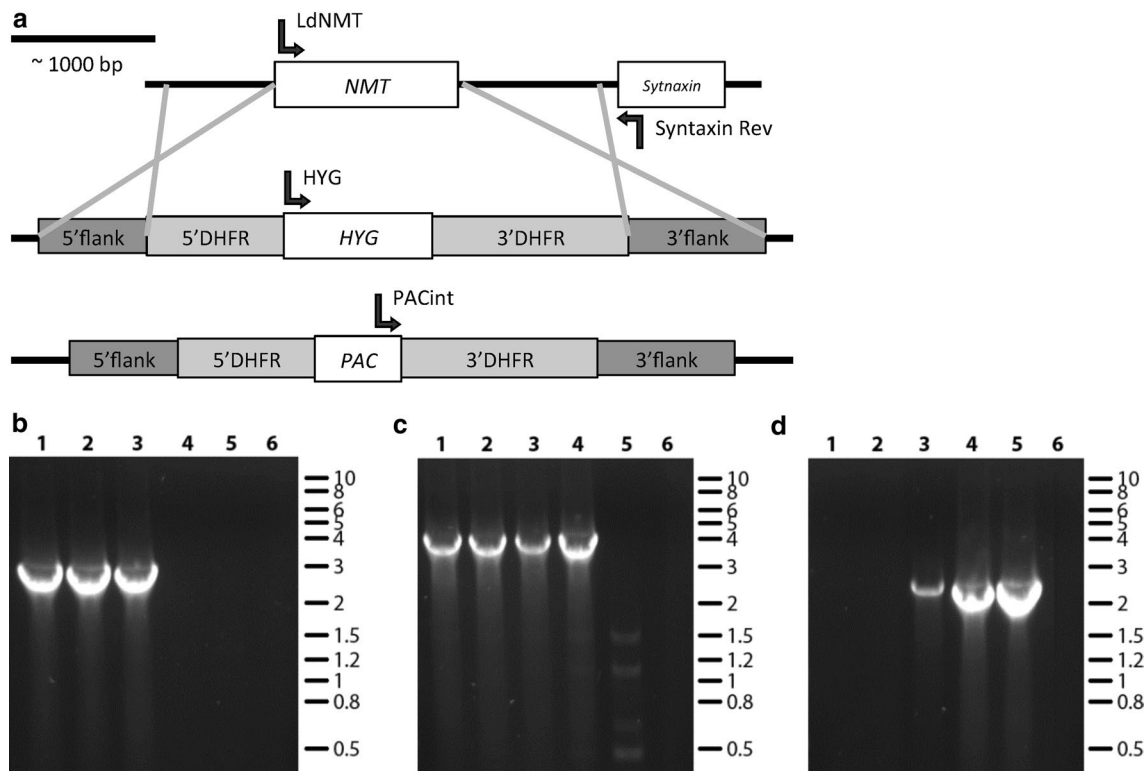 a
LdNMT
~ 1000 bp
NMT
Sytnaxin
Syntaxin Rev
HYG
5'flank 5'DHFR HYG 3'DHFR 3'flank
PACint
5'flank 5'DHFR PAC 3'DHFR 3'flank
b
1 2 3 4 5 6
10
8
6
5
4
3
2
1.5
1.2
1
0.8
0.5
c
1 2 3 4 5 6
10
8
6
5
4
3
2
1.5
1.2
1
0.8
0.5
d
1 2 3 4 5 6
10
8
6
5
4
3
2
1.5
1.2
1
0.8
0.5